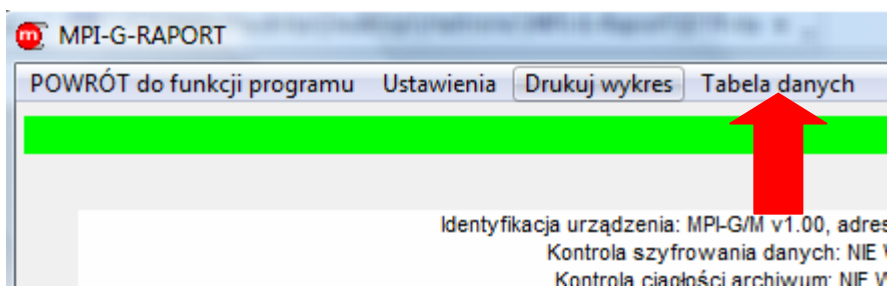 MPI-G-RAPORT
POWRÓT do funkcji programu Ustawienia Drukuj wykres Tabela danych
Identyfikacja urządzenia: MPI-G/M v1.00, adres
Kontrola szyfrowania danych: NIE
Kontrola ciągłości archiwum: NIE